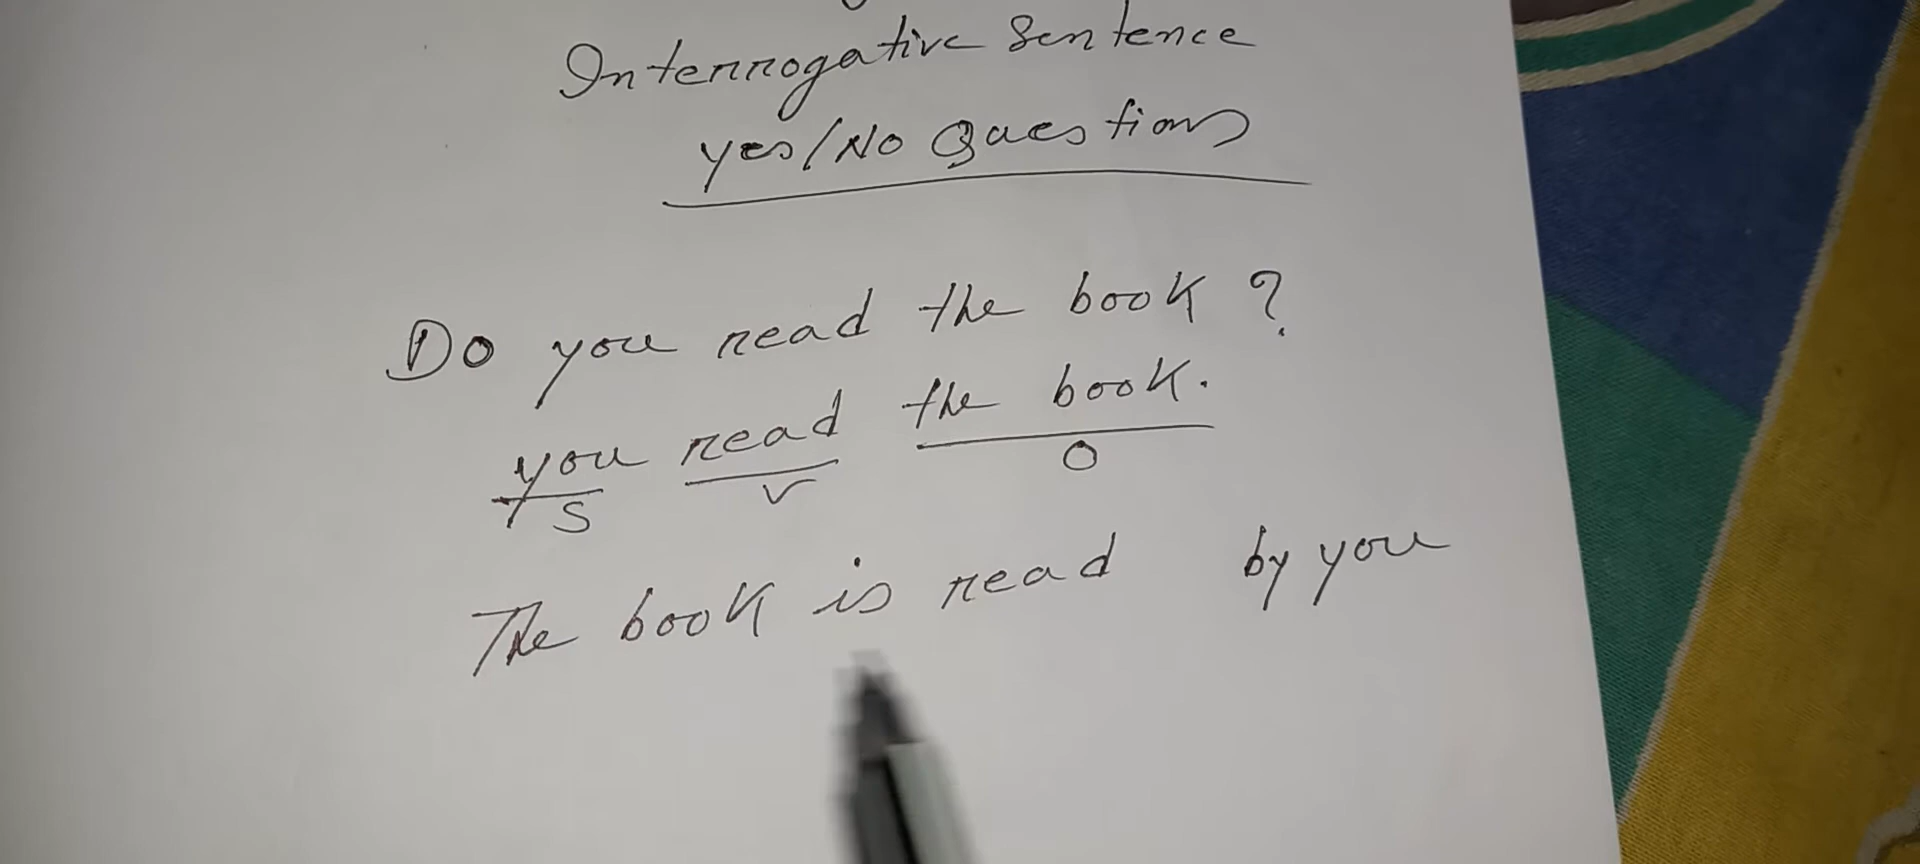 Interrogative Sentence
yes/No Questions
Do you read the book ?
you read the book.
S V O
The book is read by you